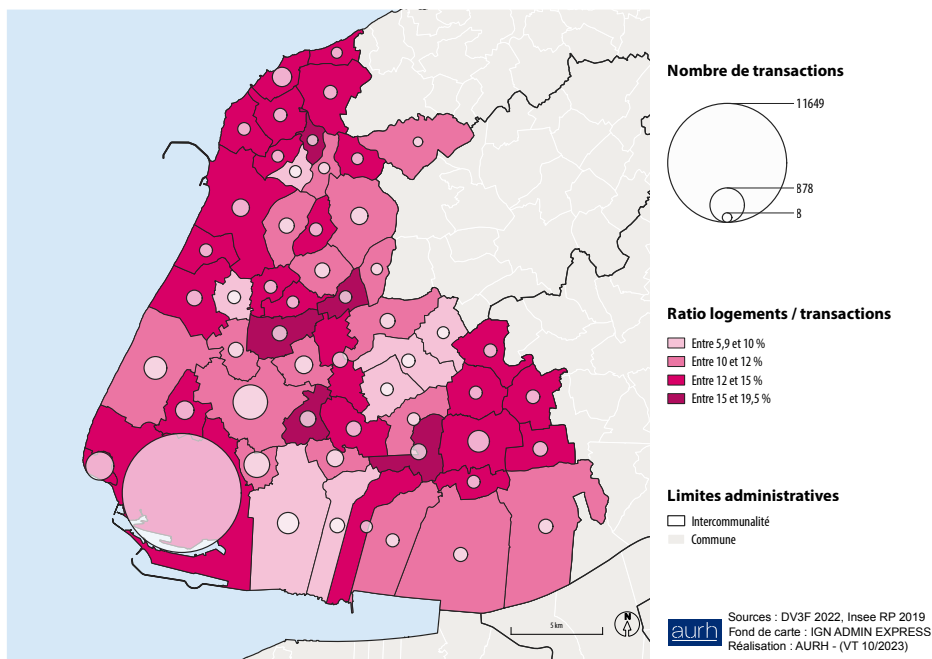 Nombre de transactions
11649
878
8
Ratio logements / transactions
Entre 5,9 et 10 %
Entre 10 et 12 %
Entre 12 et 15 %
Entre 15 et 19,5 %
Limites administratives
Intercommunalité
Commune
5 km
N
aurh
Sources : DV3F 2022, Insee RP 2019
Fond de carte : IGN ADMIN EXPRESS
Réalisation : AURH - (VT 10/2023)